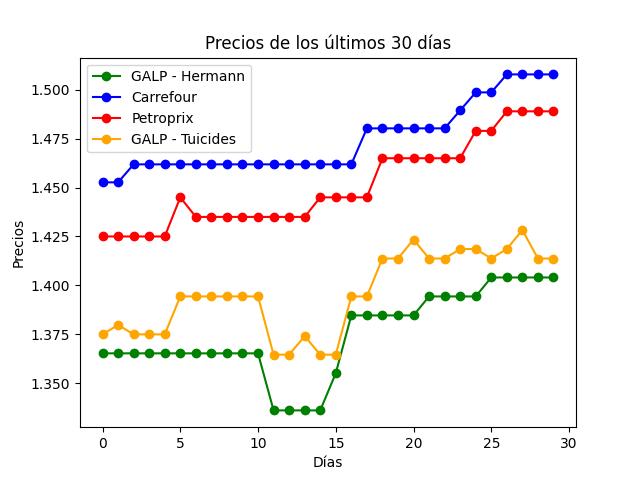 Precios de los últimos 30 días
GALP - Hermann
Carrefour
Petroprix
GALP - Tuicides
1.500
1.475
1.450
1.425
1.400
1.375
1.350
Precios
0 5 10 15 20 25 30
Días